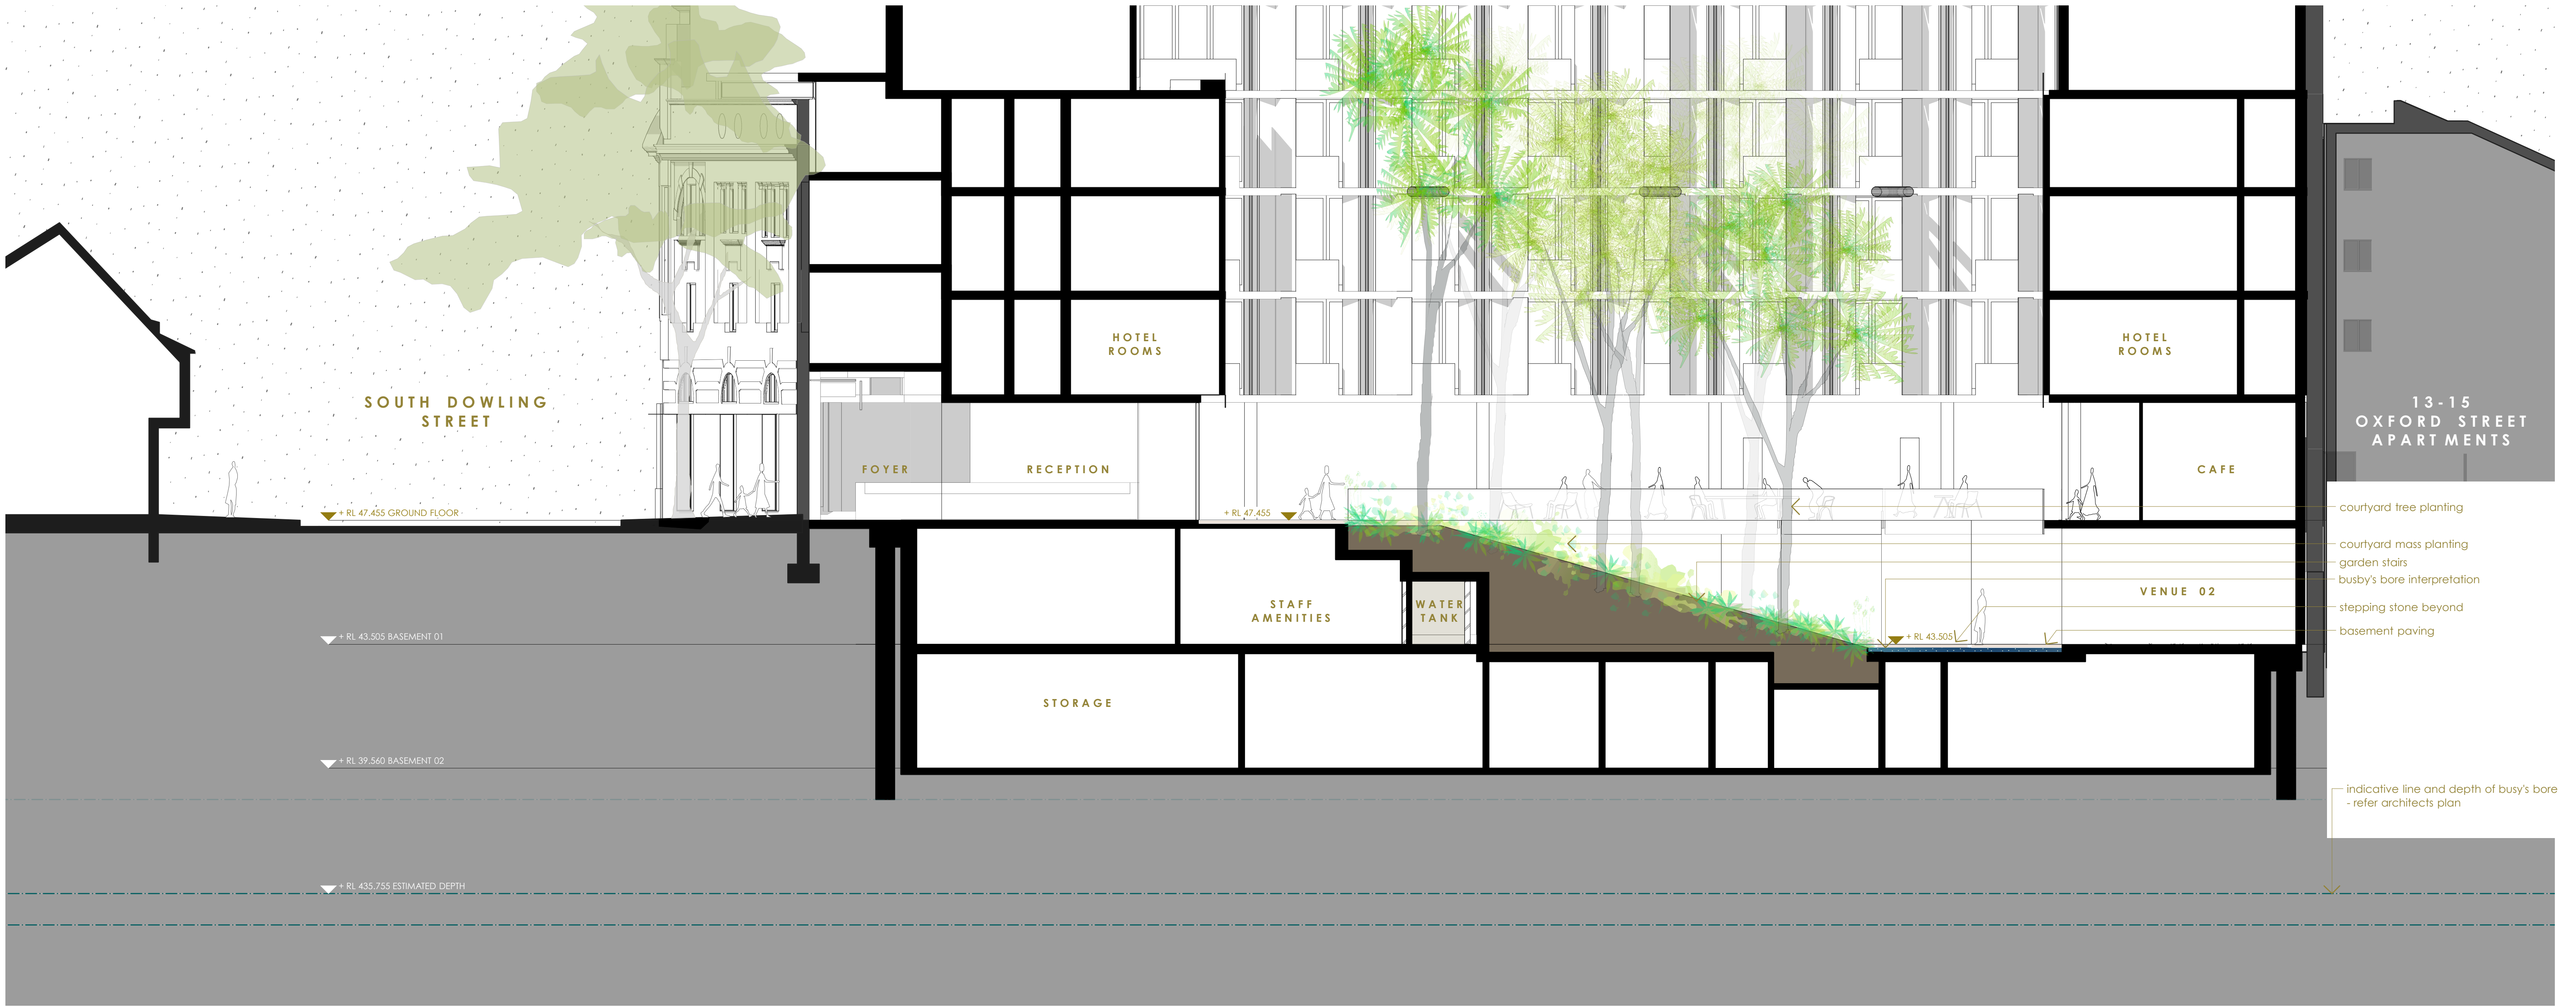 HOTEL
ROOMS
HOTEL
ROOMS
SOUTH DOWLING
STREET
13-15
OXFORD STREET
APARTMENTS
FOYER
RECEPTION
CAFE
+ RL 47.455 GROUND FLOOR
+ RL 47.455
courtyard tree planting
courtyard mass planting
garden stairs
busby's bore interpretation
stepping stone beyond
basement paving
VENUE 02
STAFF
AMENITIES
WATER
TANK
+ RL 43.505 BASEMENT 01
+ RL 43.505
STORAGE
+ RL 39.560 BASEMENT 02
indicative line and depth of busy's bore
- refer architects plan
+ RL 435.755 ESTIMATED DEPTH